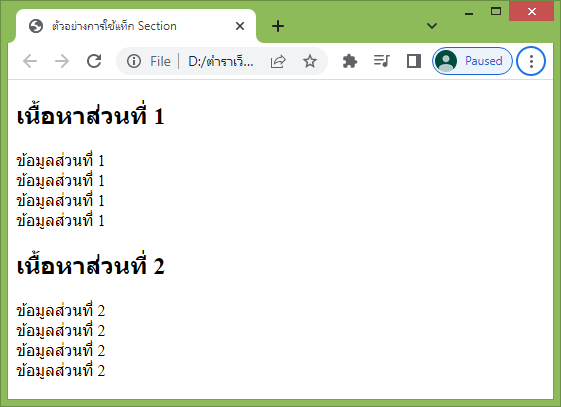 ตัวอย่างการใช้แท็ก Section
File D:/ตำราเว็... Paused
เนื้อหาส่วนที่ 1
ข้อมูลส่วนที่ 1
ข้อมูลส่วนที่ 1
ข้อมูลส่วนที่ 1
ข้อมูลส่วนที่ 1
เนื้อหาส่วนที่ 2
ข้อมูลส่วนที่ 2
ข้อมูลส่วนที่ 2
ข้อมูลส่วนที่ 2
ข้อมูลส่วนที่ 2